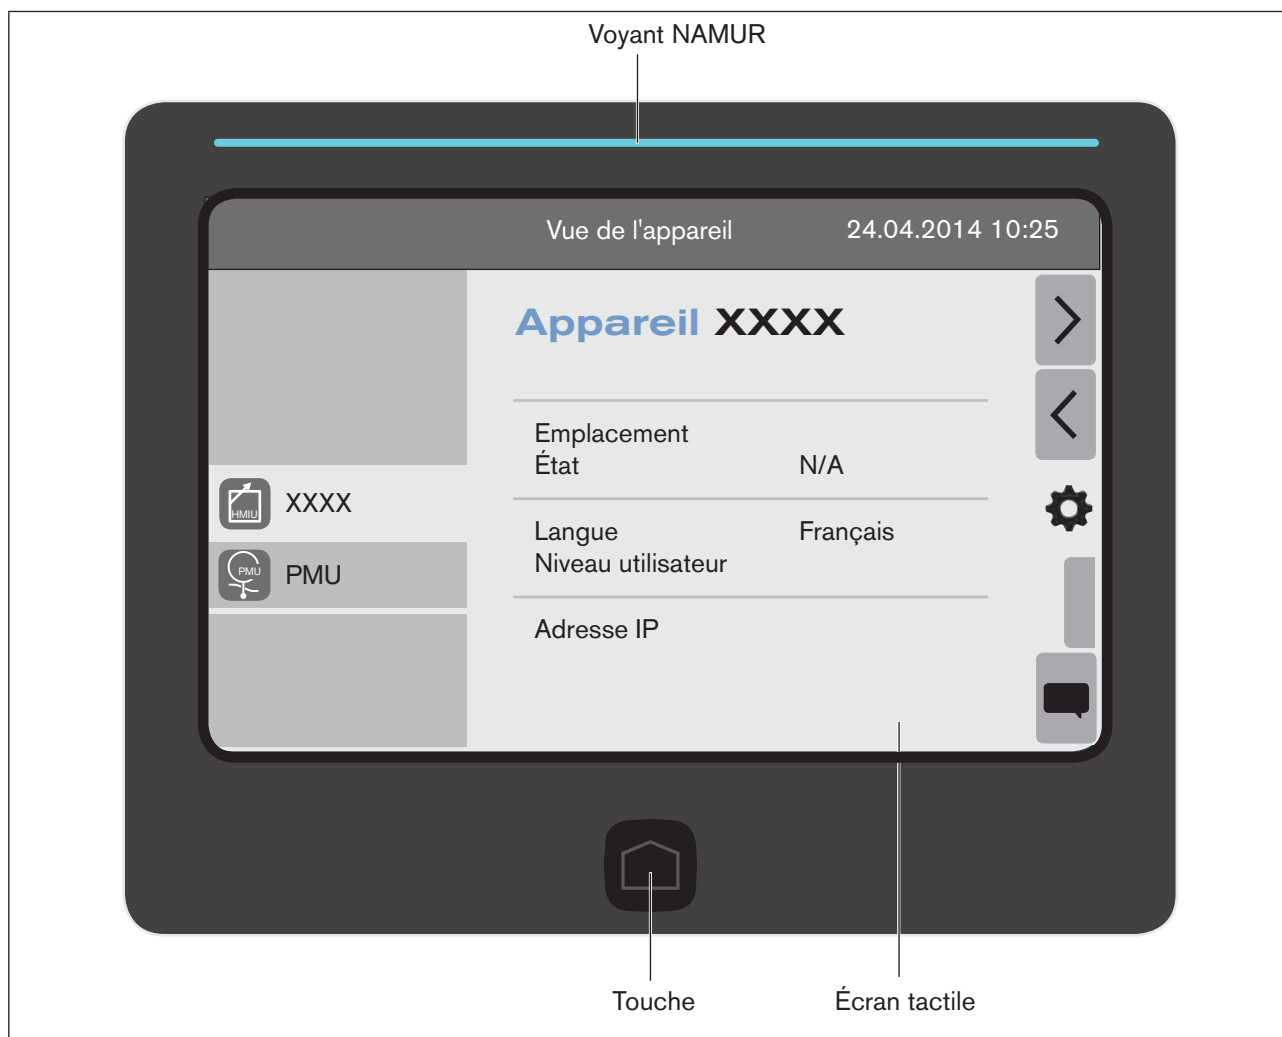 Voyant NAMUR
Vue de l'appareil 24.04.2014 10:25
Appareil XXXX
Emplacement
État N/A
HMIU XXXX
Langue Français
Niveau utilisateur
PMU PMU
Adresse IP
Touche Écran tactile